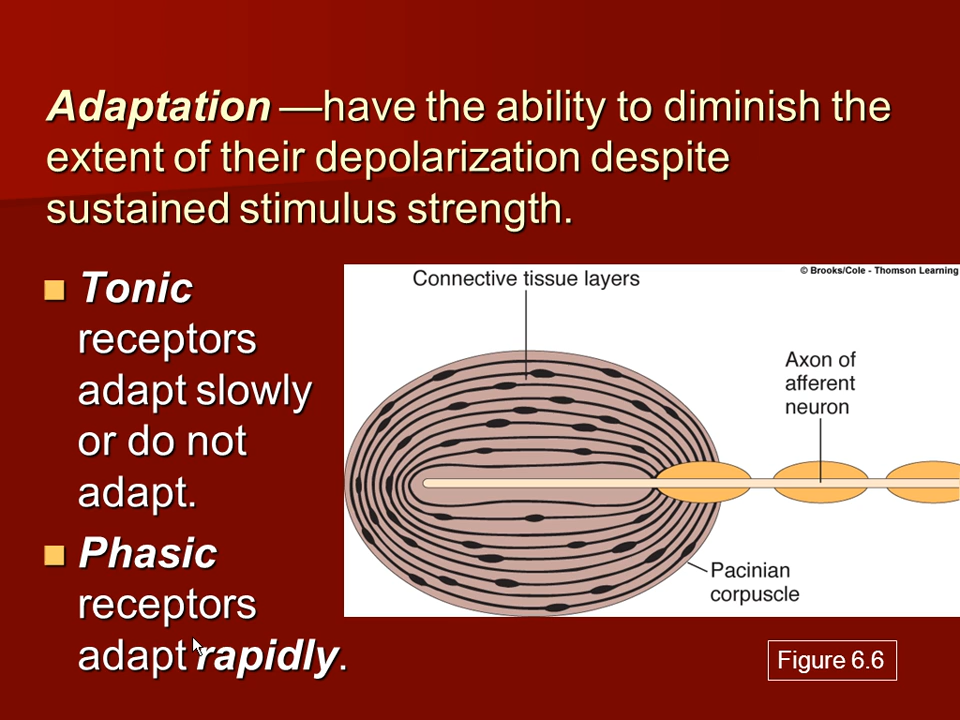 Adaptation —have the ability to diminish the
extent of their depolarization despite
sustained stimulus strength.
Tonic
receptors
adapt slowly
or do not
adapt.
Phasic
receptors
adapt rapidly.
© Brooks/Cole - Thomson Learning
Connective tissue layers
Axon of
afferent
neuron
Pacinian
corpuscle
Figure 6.6